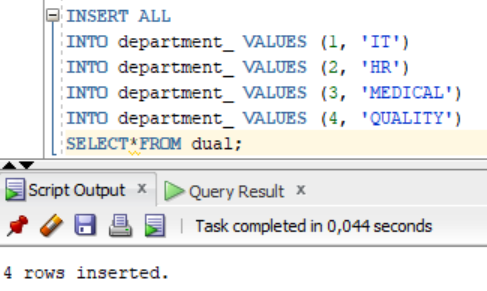 INSERT ALL
INTO department_ VALUES (1, 'IT')
INTO department_ VALUES (2, 'HR')
INTO department_ VALUES (3, 'MEDICAL')
INTO department_ VALUES (4, 'QUALITY')
SELECT*FROM dual;
Script Output x Query Result x
Task completed in 0,044 seconds
4 rows inserted.